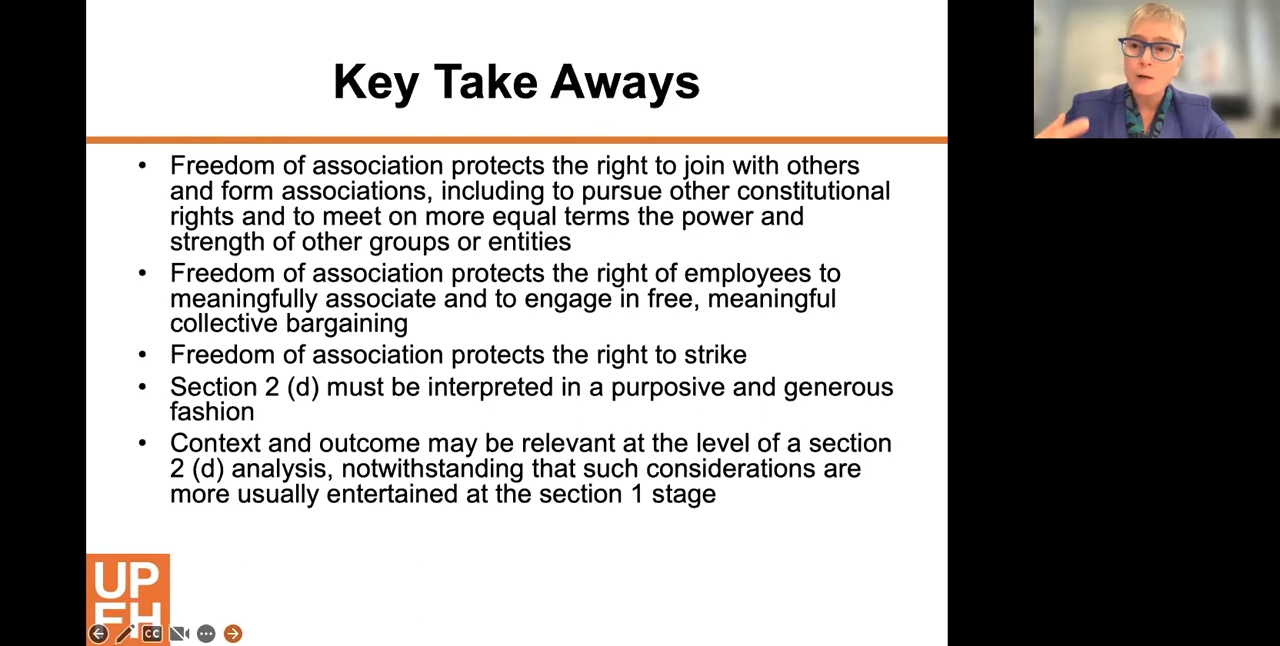 Key Take Aways
• Freedom of association protects the right to join with others
and form associations, including to pursue other constitutional
rights and to meet on more equal terms the power and
strength of other groups or entities
• Freedom of association protects the right of employees to
meaningfully associate and to engage in free, meaningful
collective bargaining
• Freedom of association protects the right to strike
• Section 2 (d) must be interpreted in a purposive and generous
fashion
• Context and outcome may be relevant at the level of a section
2 (d) analysis, notwithstanding that such considerations are
more usually entertained at the section 1 stage
UP
FH
CC